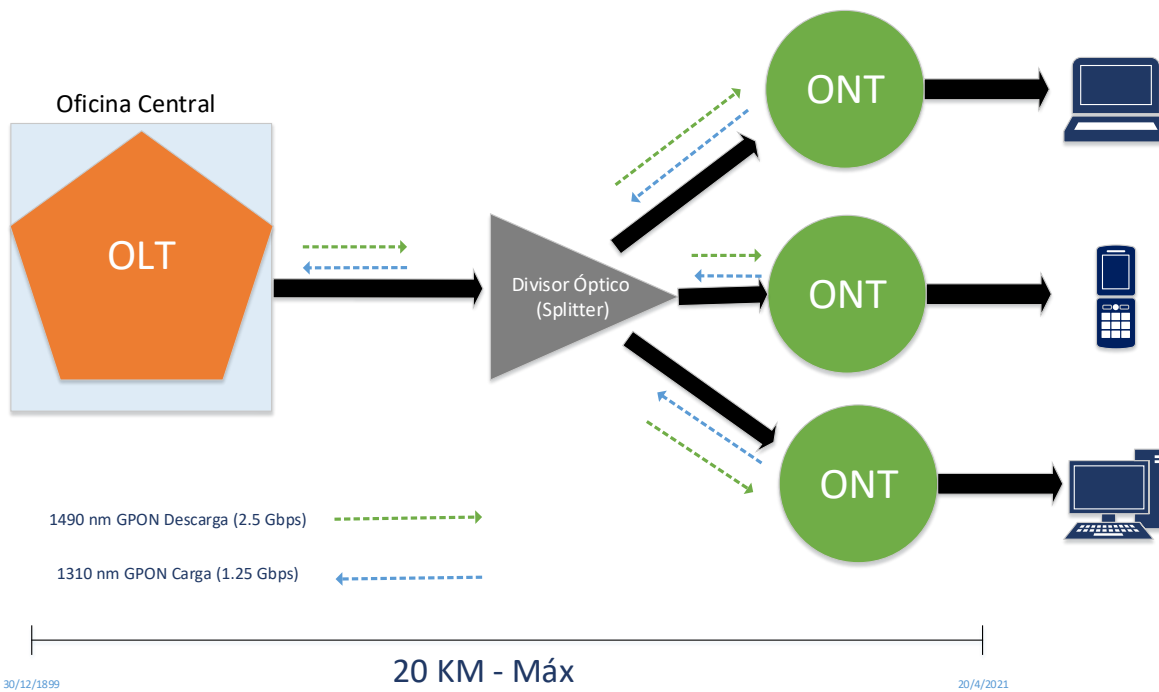 Oficina Central
OLT
Divisor Óptico
(Splitter)
ONT
ONT
ONT
1490 nm GPON Descarga (2.5 Gbps)
1310 nm GPON Carga (1.25 Gbps)
20 KM - Máx
30/12/1899
20/4/2021